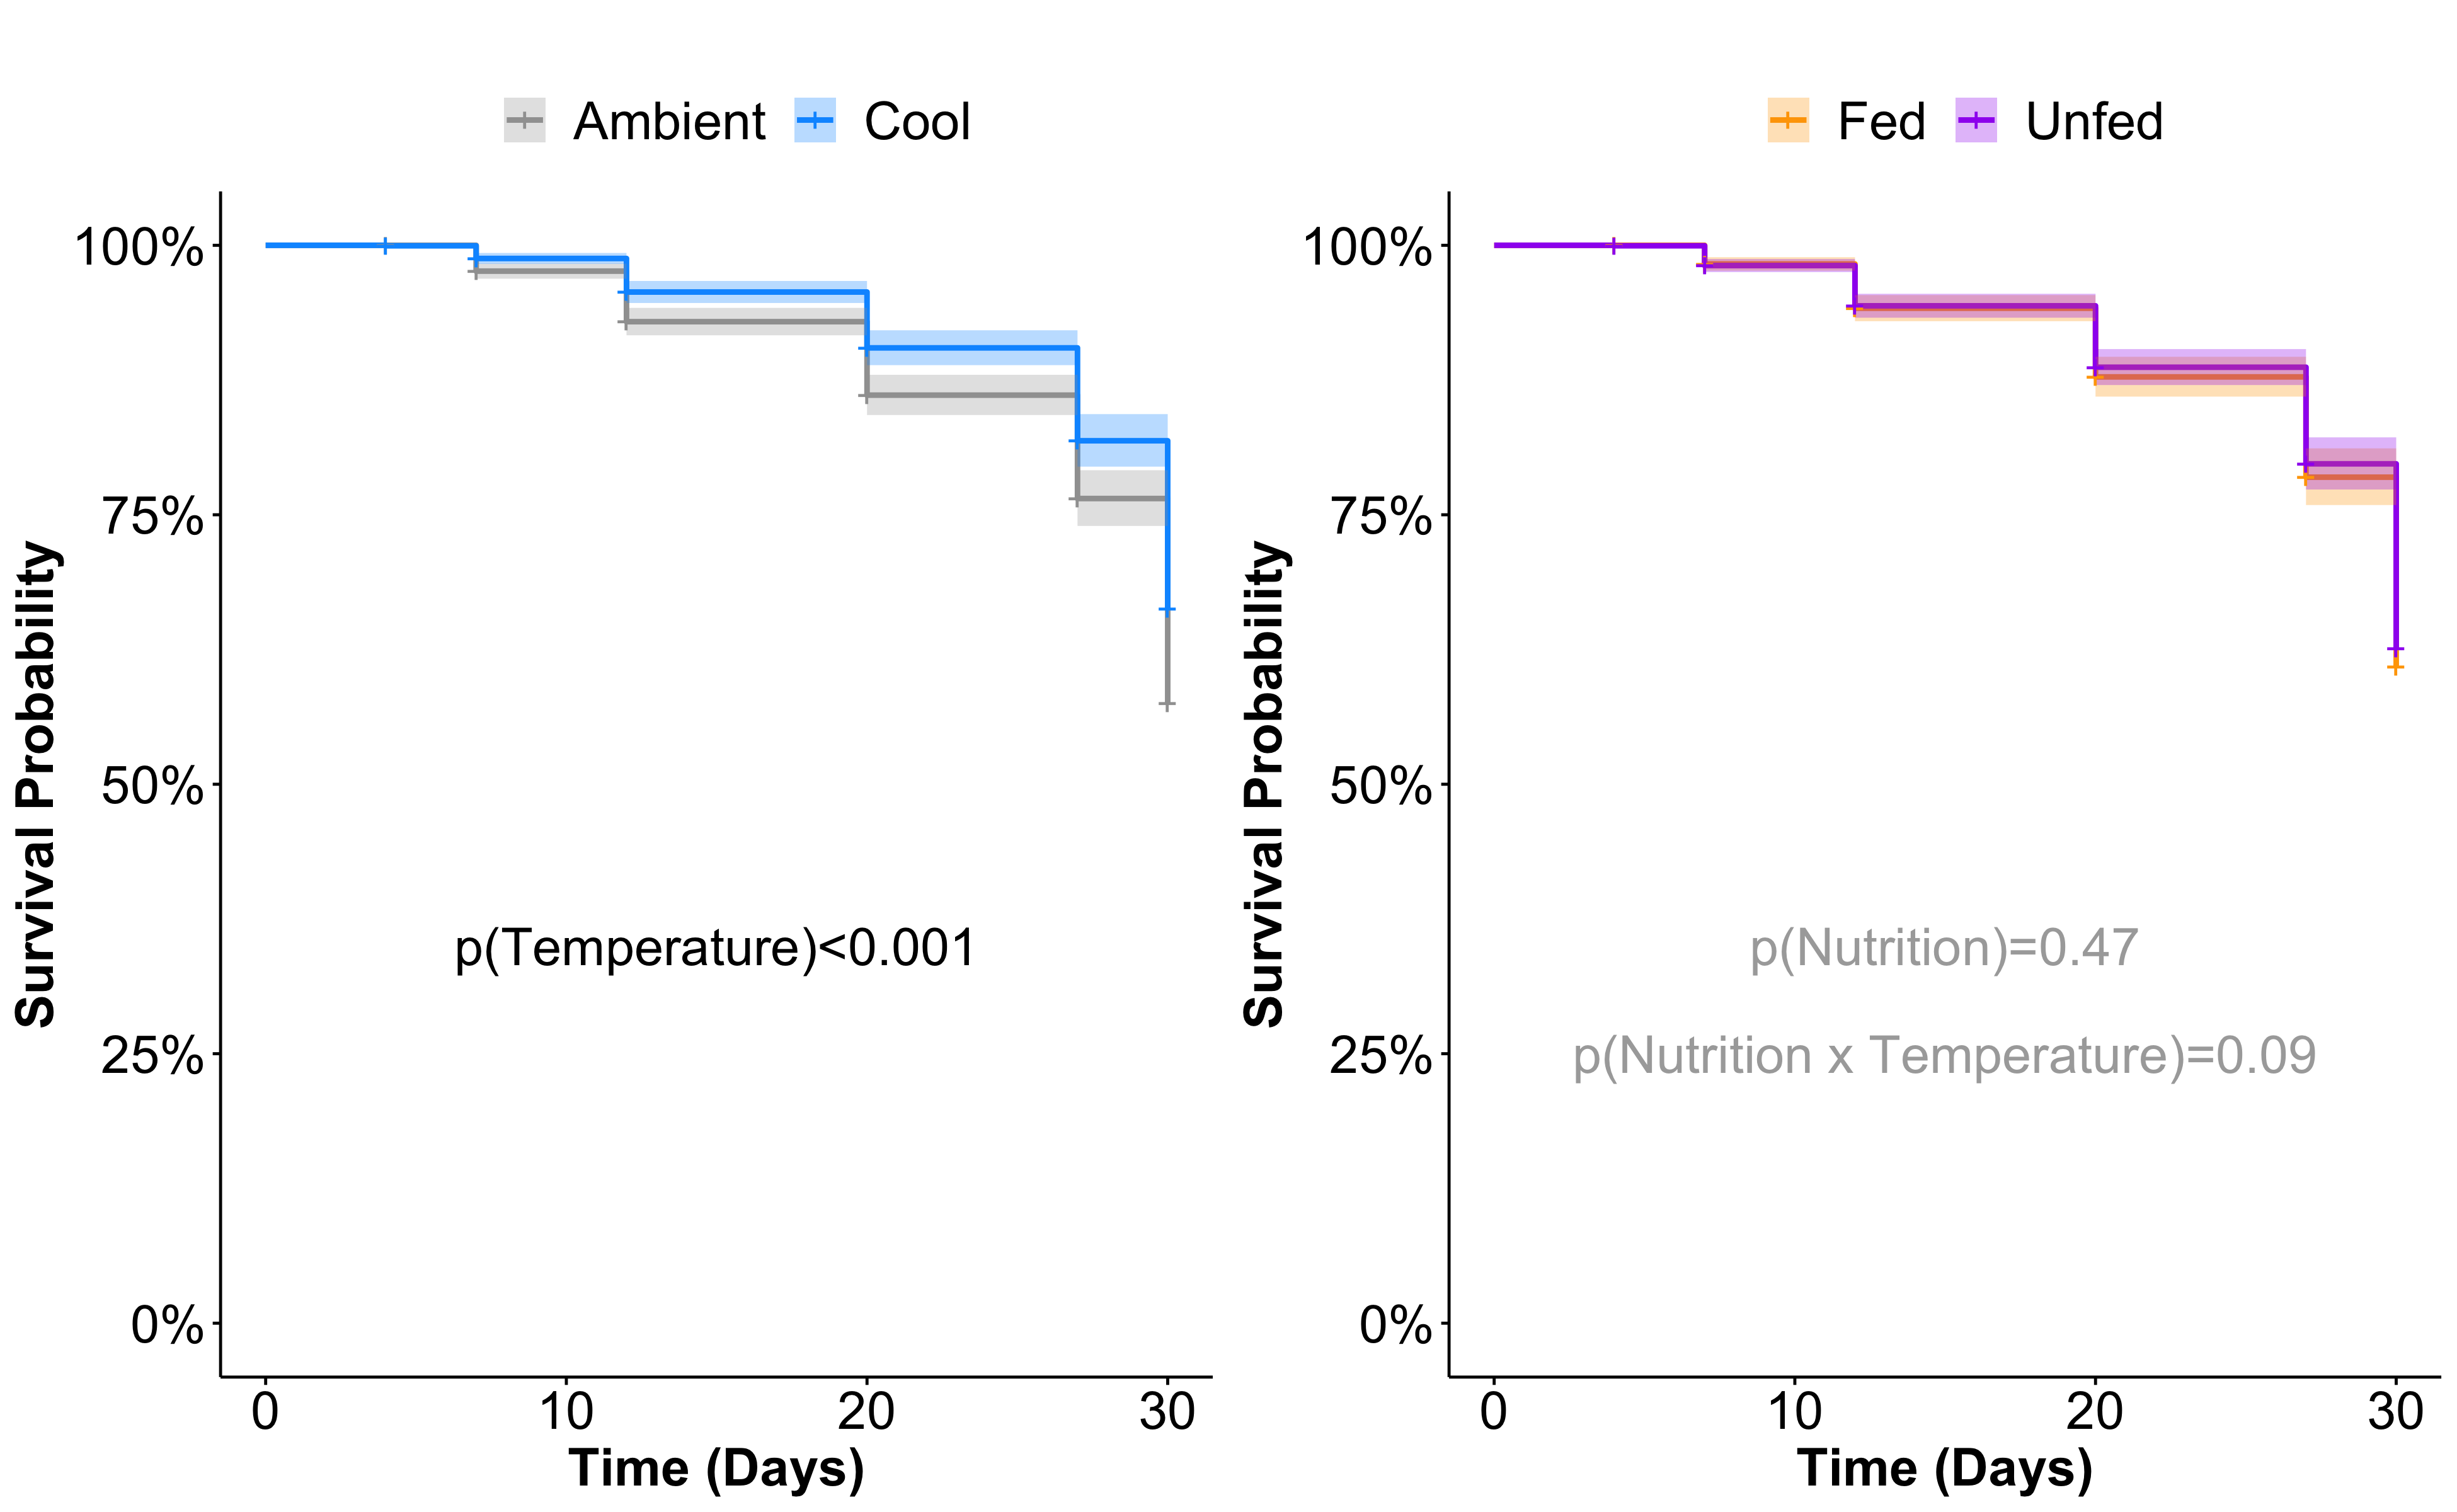 Ambient Cool
Survival Probability
100%
75%
50%
25%
0%
p(Temperature)<0.001
0 10 20 30
Time (Days)
Fed Unfed
Survival Probability
100%
75%
50%
25%
0%
p(Nutrition)=0.47
p(Nutrition x Temperature)=0.09
0 10 20 30
Time (Days)